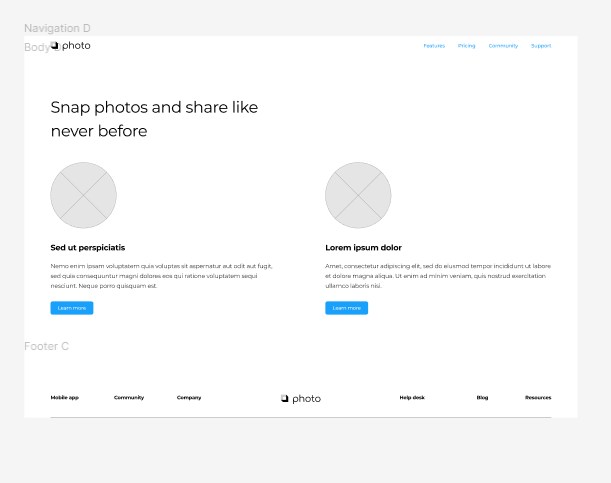 Navigation D
Body D
photo
Features Pricing Community Support
Snap photos and share like
never before
Sed ut perspiciatis
Nemo enim ipsam voluptatem quia voluptas sit aspernatur aut odit aut fugit,
sed quia consequuntur magni dolores eos qui ratione voluptatem sequi
nesciunt. Neque porro quisquam est.
Learn more
Lorem ipsum dolor
Amet, consectetur adipiscing elit, sed do eiusmod tempor incididunt ut labore
et dolore magna aliqua. Ut enim ad minim veniam, quis nostrud exercitation
ullamco laboris nisi.
Learn more
Footer C
Mobile app Community Company photo Help desk Blog Resources